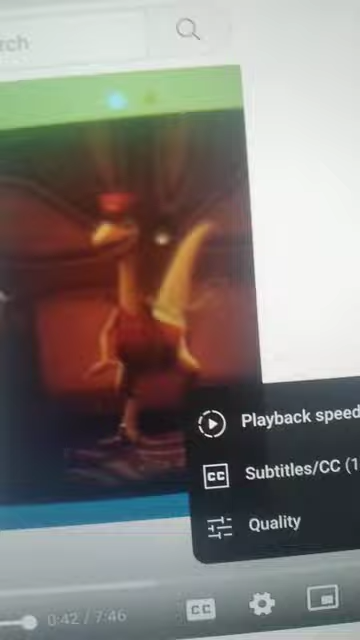 rch
Playback speed
Subtitles/CC (1
Quality
0:42 / 7:46
CC